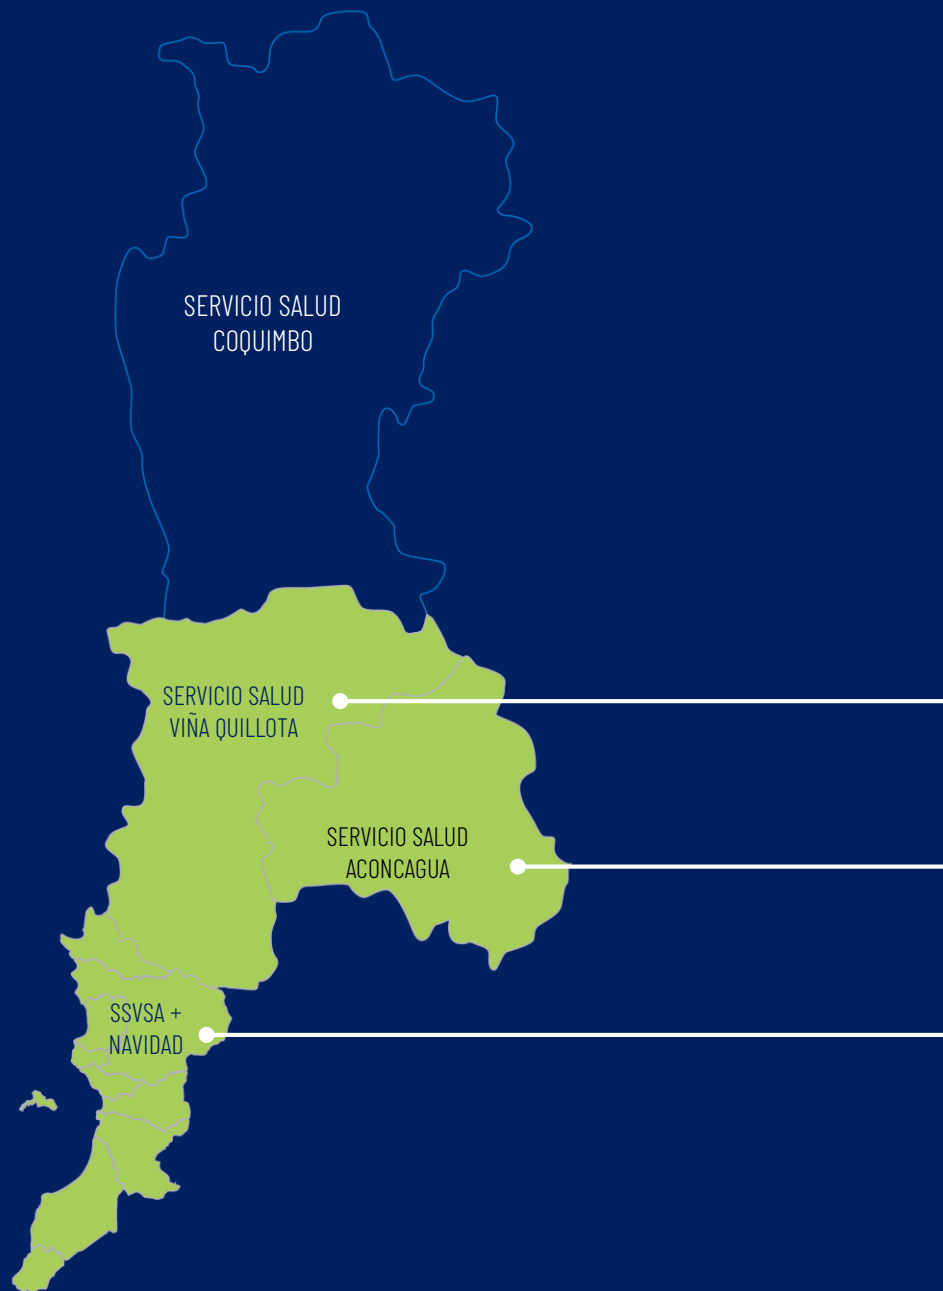 SERVICIO SALUD
COQUIMBO
SERVICIO SALUD
VIÑA QUILLOTA
SERVICIO SALUD
ACONCAGUA
SSVSA +
NAVIDAD